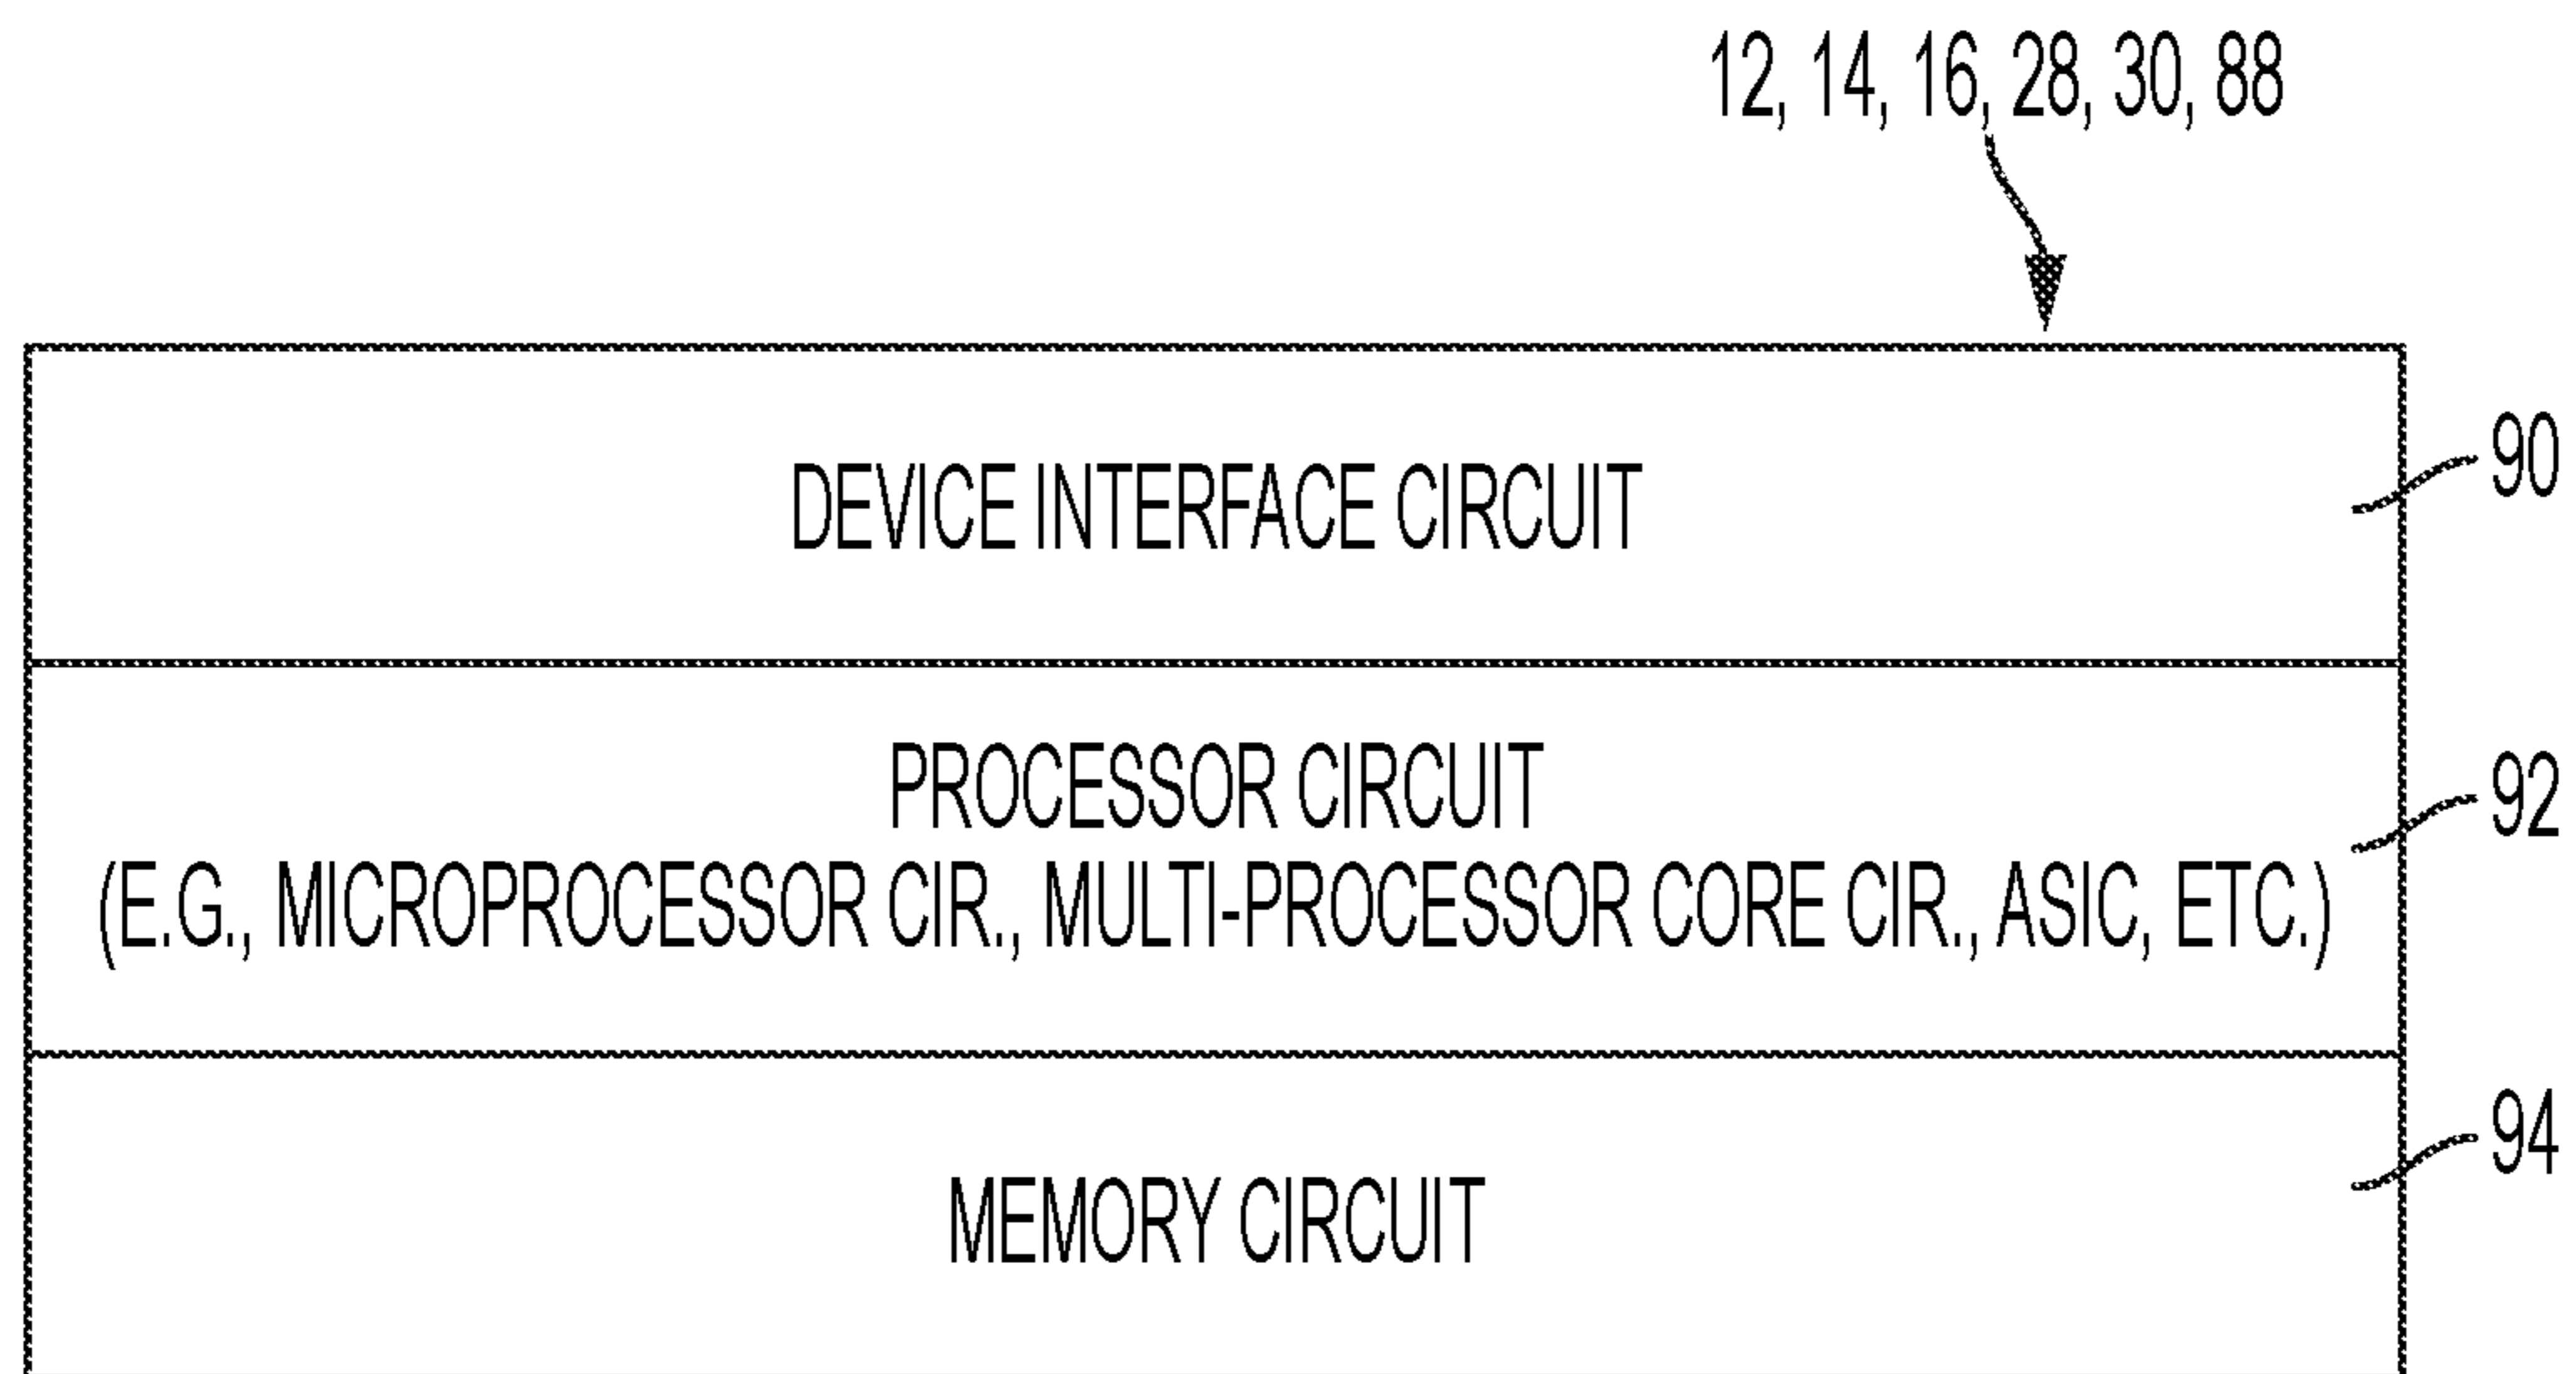 12, 14, 16, 28, 30, 88
DEVICE INTERFACE CIRCUIT
90
PROCESSOR CIRCUIT
(E.G., MICROPROCESSOR CIR., MULTI-PROCESSOR CORE CIR., ASIC, ETC.)
92
MEMORY CIRCUIT
94